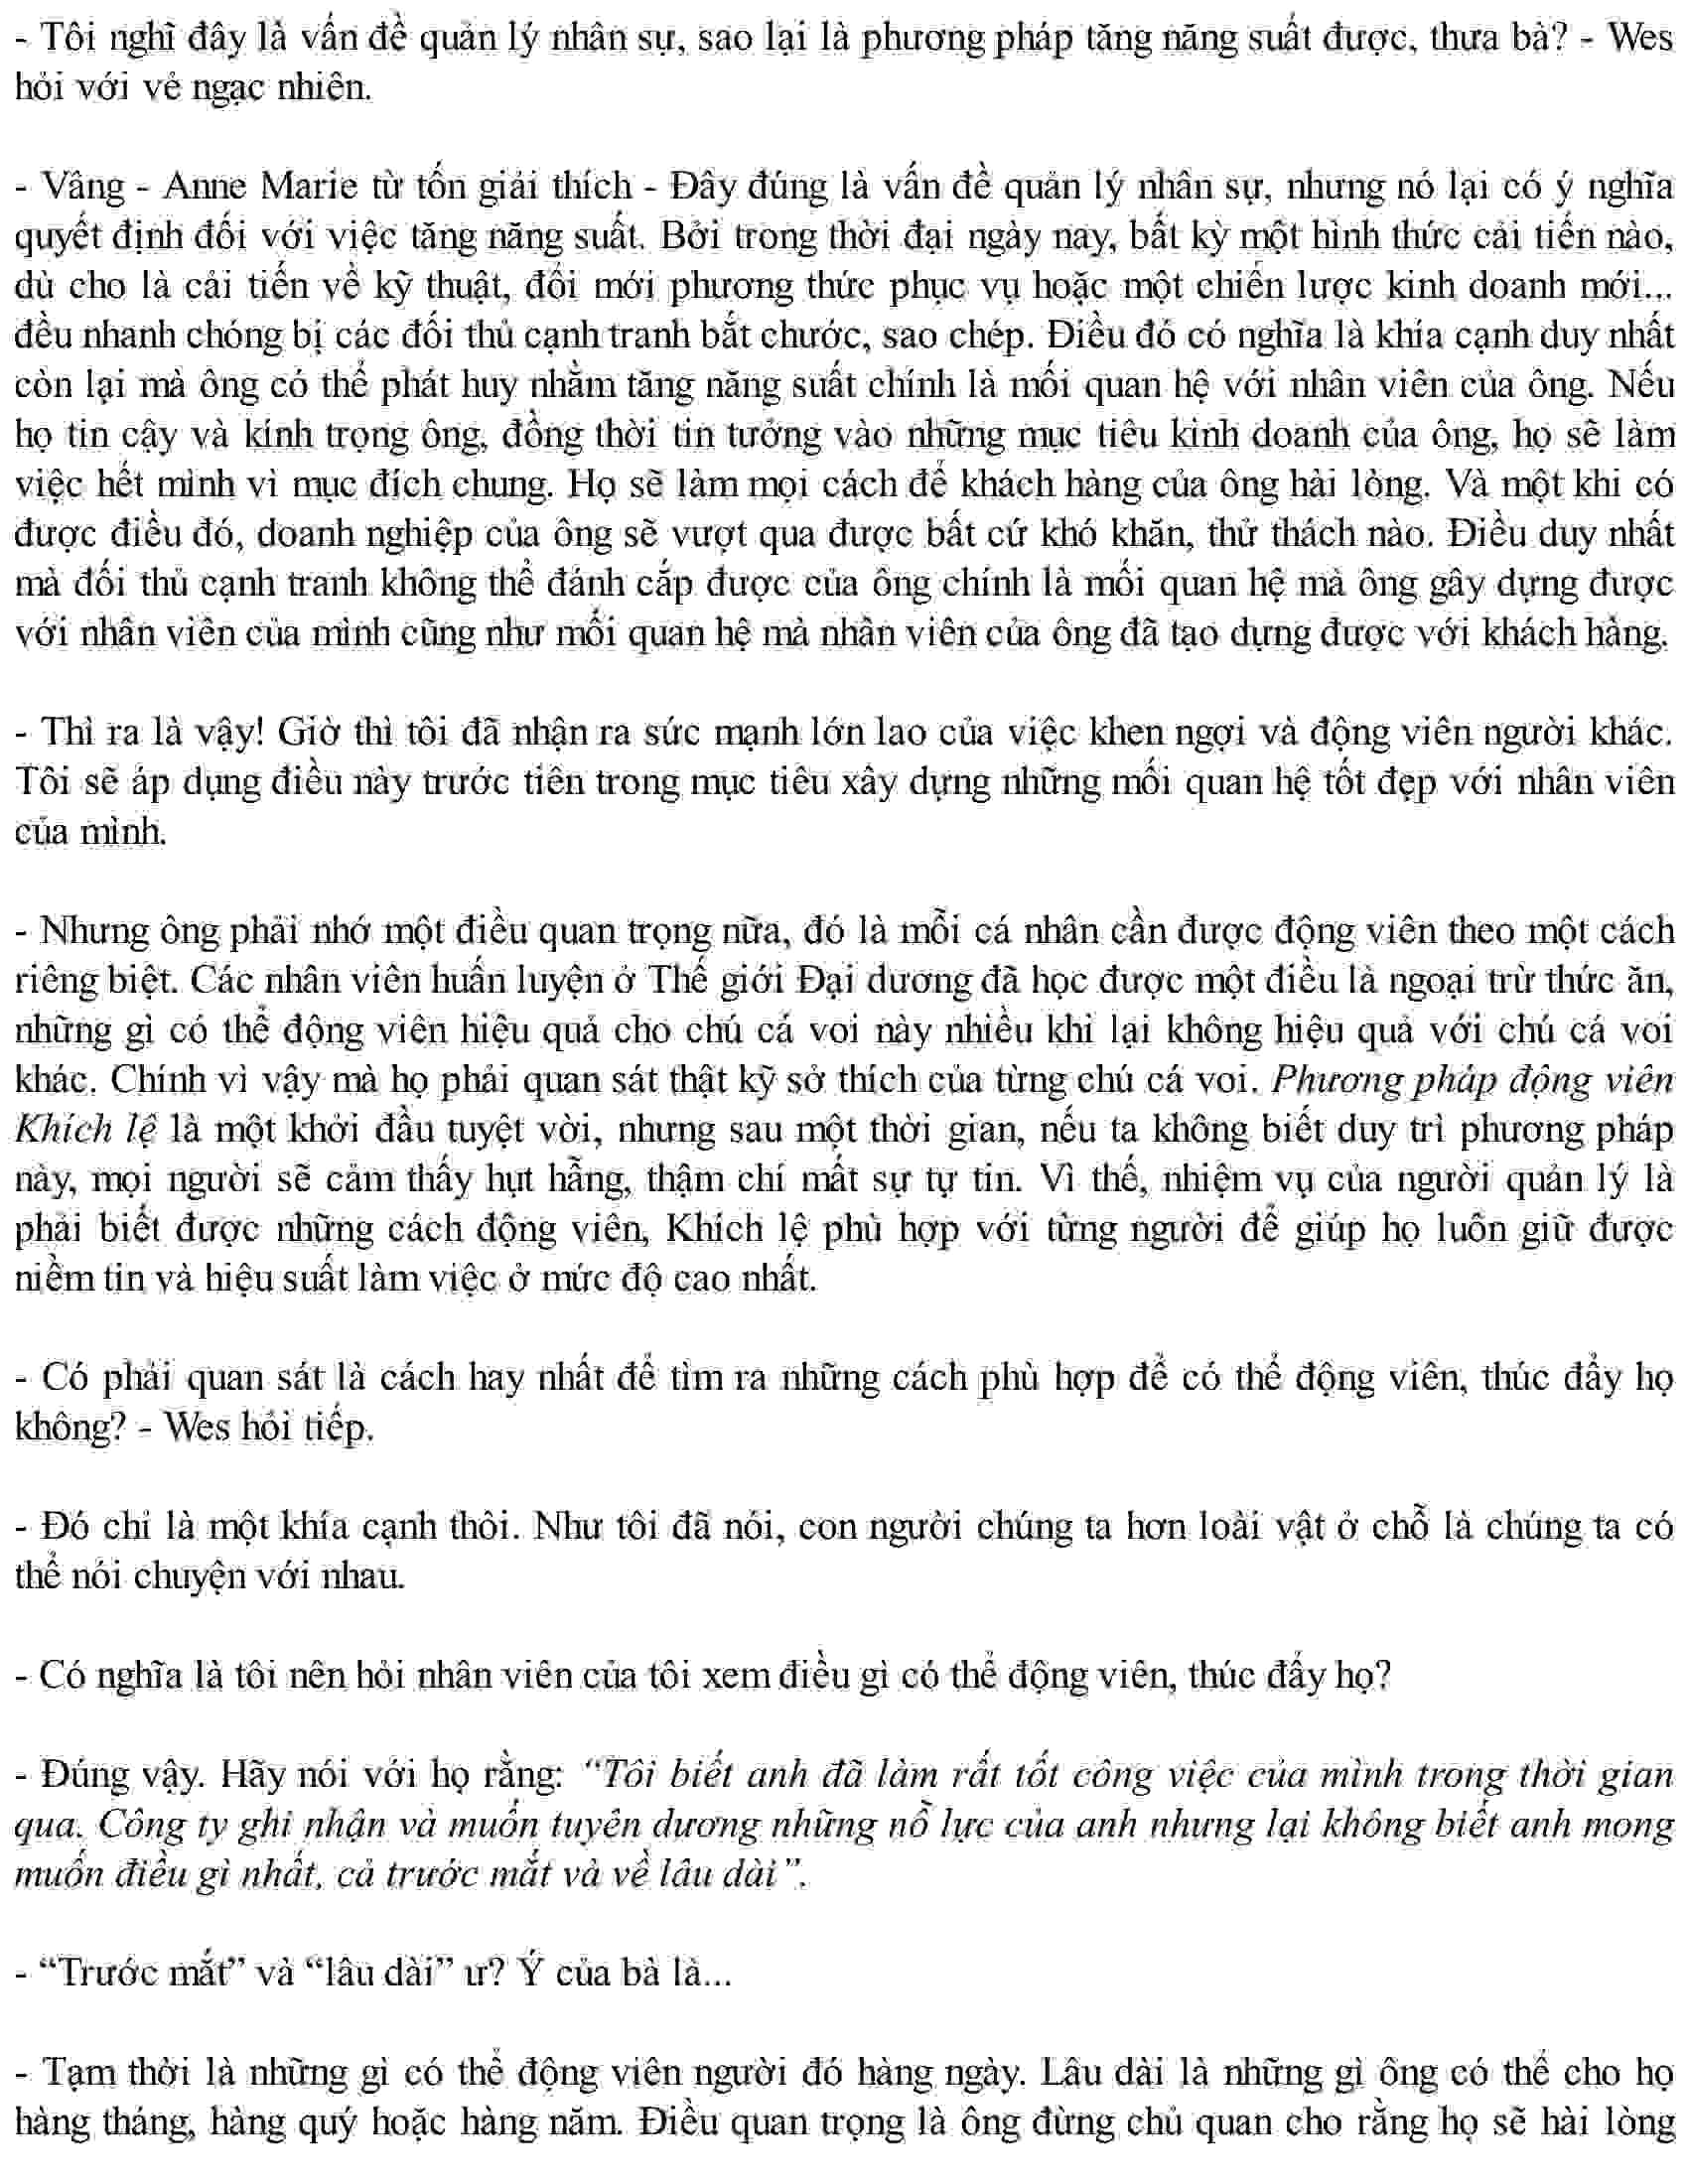 - Tôi nghĩ đây là vấn đề quản lý nhân sự, sao lại là phương pháp tăng năng suất được, thưa bà? - Wes
hỏi với vẻ ngạc nhiên.
- Vâng - Anne Marie từ tốn giải thích - Đây đúng là vấn đề quản lý nhân sự, nhưng nó lại có ý nghĩa
quyết định đối với việc tăng năng suất. Bởi trong thời đại ngày nay, bất kỳ một hình thức cải tiến nào,
dù cho là cải tiến về kỹ thuật, đổi mới phương thức phục vụ hoặc một chiến lược kinh doanh mới...
đều nhanh chóng bị các đối thủ cạnh tranh bắt chước, sao chép. Điều đó có nghĩa là khía cạnh duy nhất
còn lại mà ông có thể phát huy nhằm tăng năng suất chính là mối quan hệ với nhân viên của ông. Nếu
họ tin cậy và kính trọng ông, đồng thời tin tưởng vào những mục tiêu kinh doanh của ông, họ sẽ làm
việc hết mình vì mục đích chung. Họ sẽ làm mọi cách để khách hàng của ông hài lòng. Và một khi có
được điều đó, doanh nghiệp của ông sẽ vượt qua được bất cứ khó khăn, thử thách nào. Điều duy nhất
mà đối thủ cạnh tranh không thể đánh cắp được của ông chính là mối quan hệ mà ông gây dựng được
với nhân viên của mình cũng như mối quan hệ mà nhân viên của ông đã tạo dựng được với khách hàng.
- Thì ra là vậy! Giờ thì tôi đã nhận ra sức mạnh lớn lao của việc khen ngợi và động viên người khác.
Tôi sẽ áp dụng điều này trước tiên trong mục tiêu xây dựng những mối quan hệ tốt đẹp với nhân viên
của mình.
- Nhưng ông phải nhớ một điều quan trọng nữa, đó là mỗi cá nhân cần được động viên theo một cách
riêng biệt. Các nhân viên huấn luyện ở Thế giới Đại dương đã học được một điều là ngoại trừ thức ăn,
những gì có thể động viên hiệu quả cho chú cá voi này nhiều khi lại không hiệu quả với chú cá voi
khác. Chính vì vậy mà họ phải quan sát thật kỹ sở thích của từng chú cá voi. Phương pháp động viên
Khích lệ là một khởi đầu tuyệt vời, nhưng sau một thời gian, nếu ta không biết duy trì phương pháp
này, mọi người sẽ cảm thấy hụt hẫng, thậm chí mất sự tự tin. Vì thế, nhiệm vụ của người quản lý là
phải biết được những cách động viên, Khích lệ phù hợp với từng người để giúp họ luôn giữ được
niềm tin và hiệu suất làm việc ở mức độ cao nhất.
- Có phải quan sát là cách hay nhất để tìm ra những cách phù hợp để có thể động viên, thúc đẩy họ
không? - Wes hỏi tiếp.
- Đó chỉ là một khía cạnh thôi. Như tôi đã nói, con người chúng ta hơn loài vật ở chỗ là chúng ta có
thể nói chuyện với nhau.
- Có nghĩa là tôi nên hỏi nhân viên của tôi xem điều gì có thể động viên, thúc đẩy họ?
- Đúng vậy. Hãy nói với họ rằng: “Tôi biết anh đã làm rất tốt công việc của mình trong thời gian
qua. Công ty ghi nhận và muốn tuyên dương những nỗ lực của anh nhưng lại không biết anh mong
muốn điều gì nhất, cả trước mắt và về lâu dài”.
- “Trước mắt” và “lâu dài” ư? Ý của bà là...
- Tạm thời là những gì có thể động viên người đó hàng ngày. Lâu dài là những gì ông có thể cho họ
hàng tháng, hàng quý hoặc hàng năm. Điều quan trọng là ông đừng chủ quan cho rằng họ sẽ hài lòng